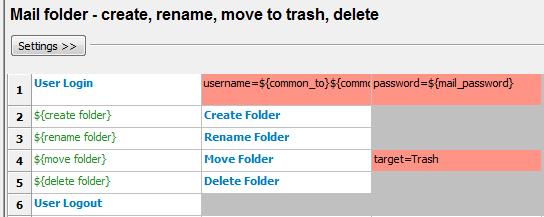 Mail folder - create, rename, move to trash, delete
Settings >>
1 User Login username=${common_to}${commo password=${mail_password}
2 ${create folder} Create Folder
3 ${rename folder} Rename Folder
4 ${move folder} Move Folder target=Trash
5 ${delete folder} Delete Folder
6 User Logout